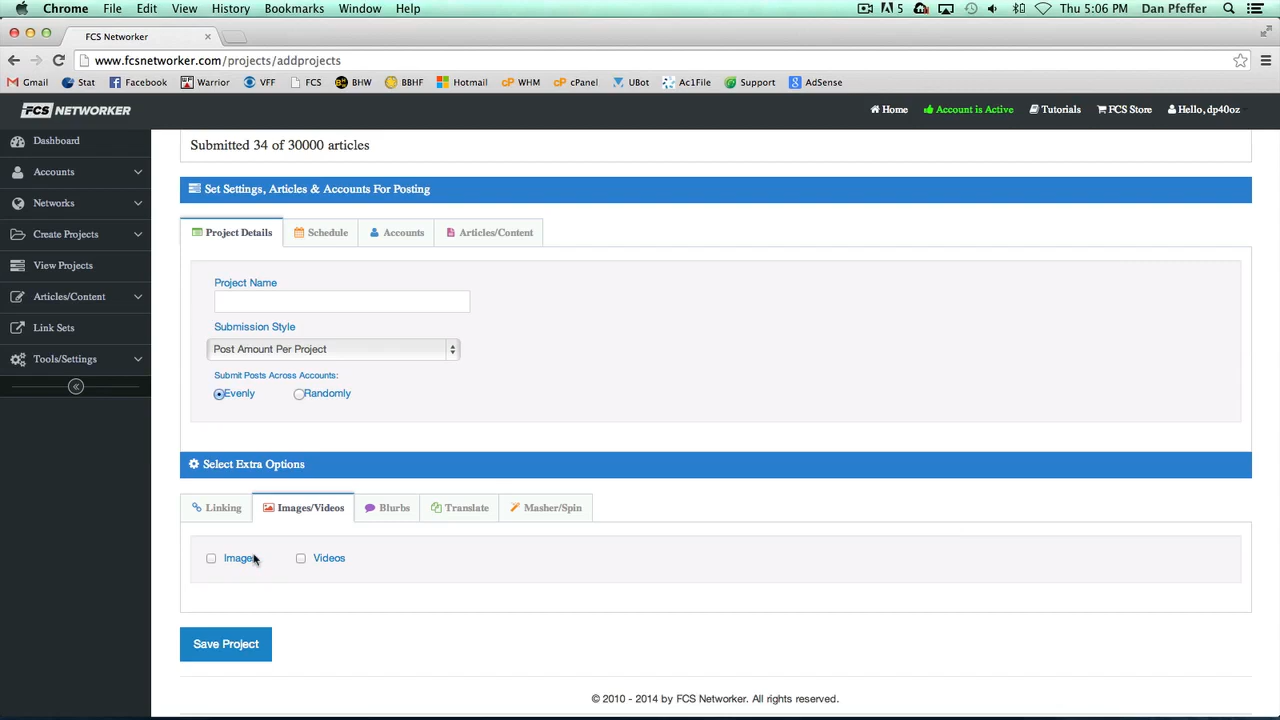 Chrome File Edit View History Bookmarks Window Help 5 Thu 5:06 PM Dan Pfeffer
FCS Networker
www.fcsnetworker.com/projects/addprojects
Gmail Stat Facebook Warrior VFF FCS BHW BBHF Hotmail WHM cPanel UBot Ac1File Support AdSense
FCS NETWORKER Home Account is Active Tutorials FCS Store Hello, dp40oz
Dashboard
Accounts
Networks
Create Projects
View Projects
Articles/Content
Link Sets
Tools/Settings
Submitted 34 of 30000 articles
Set Settings, Articles & Accounts For Posting
Project Details Schedule Accounts Articles/Content
Project Name
Submission Style
Post Amount Per Project
Submit Posts Across Accounts:
Evenly Randomly
Select Extra Options
Linking Images/Videos Blurbs Translate Masher/Spin
Images Videos
Save Project
© 2010 - 2014 by FCS Networker. All rights reserved.